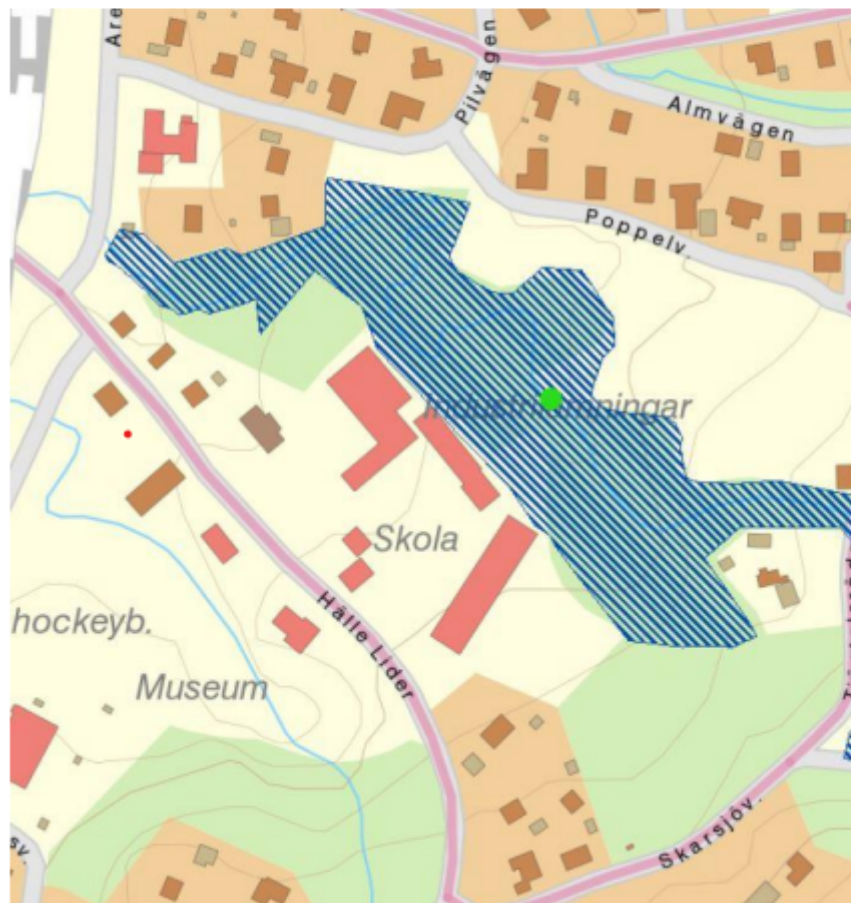 Pilvägen
Almvägen
Poppelv.
Skola
hockeyb.
Museum
Hälle Lider
Skarsjöv.